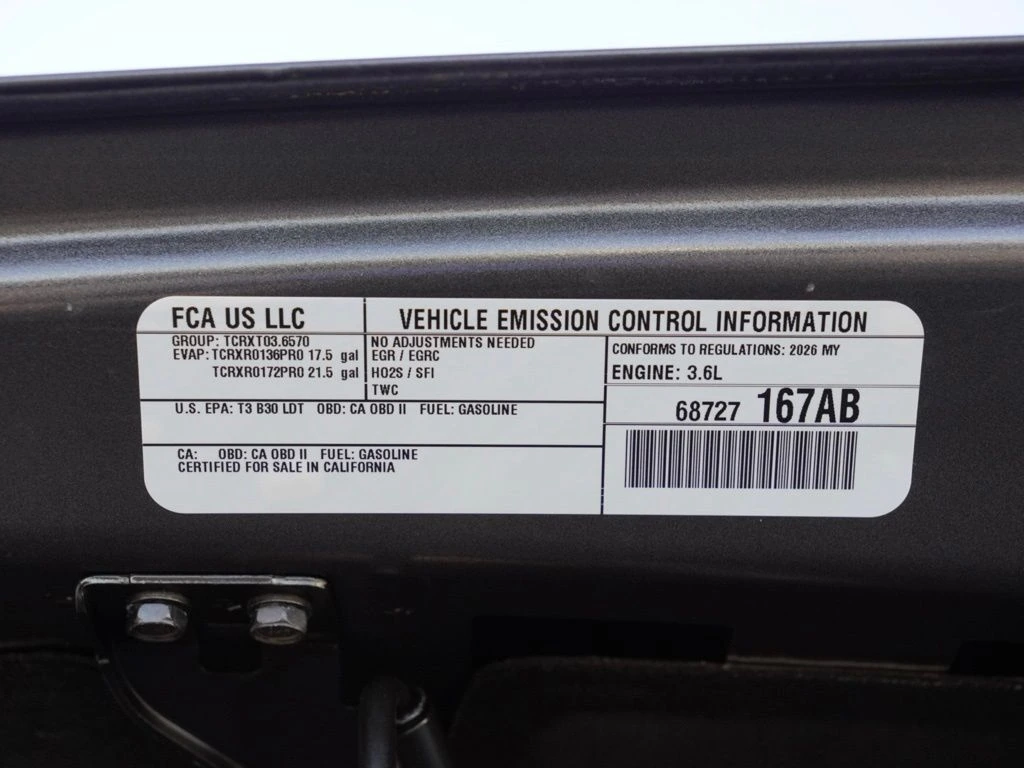 FCA US LLC
VEHICLE EMISSION CONTROL INFORMATION
GROUP: TCRXT03.6570
EVAP: TCRXR0136PR0 17.5 gal
TCRXR0172PR0 21.5 gal
NO ADJUSTMENTS NEEDED
EGR / EGRC
HO2S / SFI
TWC
CONFORMS TO REGULATIONS: 2026 MY
ENGINE: 3.6L
68727 167AB
U.S. EPA: T3 B30 LDT OBD: CA OBD II FUEL: GASOLINE
CA: OBD: CA OBD II FUEL: GASOLINE
CERTIFIED FOR SALE IN CALIFORNIA